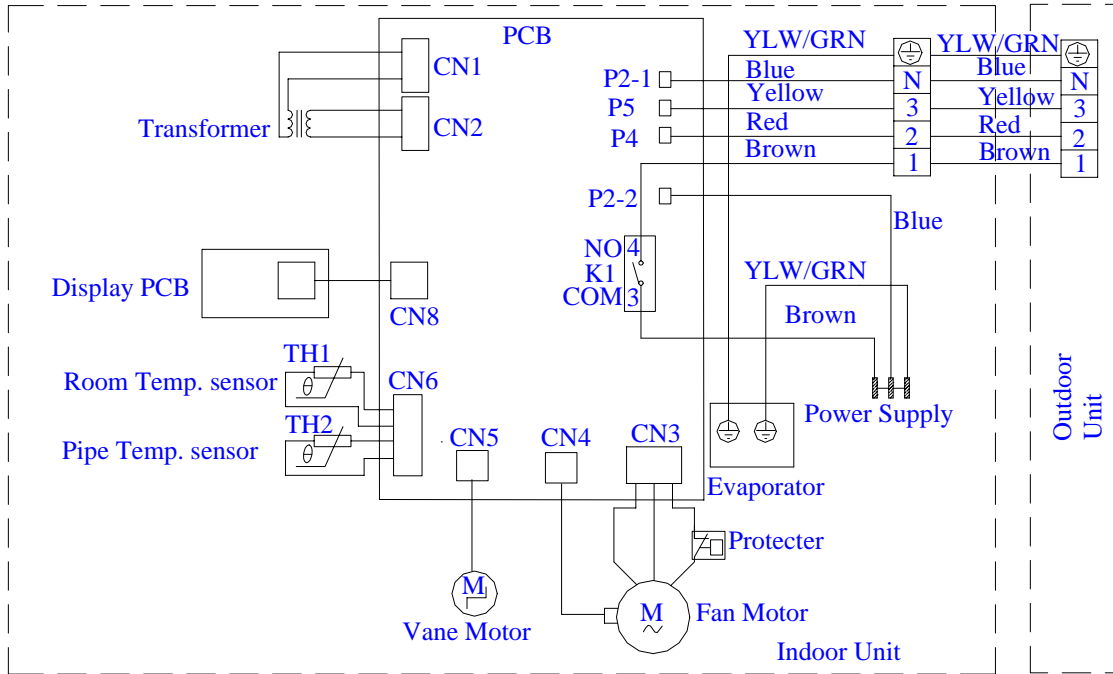 PCB
CN1
CN2
Transformer
P2-1
P5
P4
YLW/GRN
Blue
Yellow
Red
Brown
N
3
2
1
YLW/GRN
Blue
Yellow
Red
Brown
N
3
2
1
P2-2
Blue
NO 4
K1
COM 3
YLW/GRN
Brown
Power Supply
Display PCB
CN8
TH1
Room Temp. sensor
θ
CN6
TH2
Pipe Temp. sensor
θ
CN5
CN4
CN3
Evaporator
Protecter
M
Vane Motor
M
Fan Motor
Indoor Unit
Outdoor
Unit